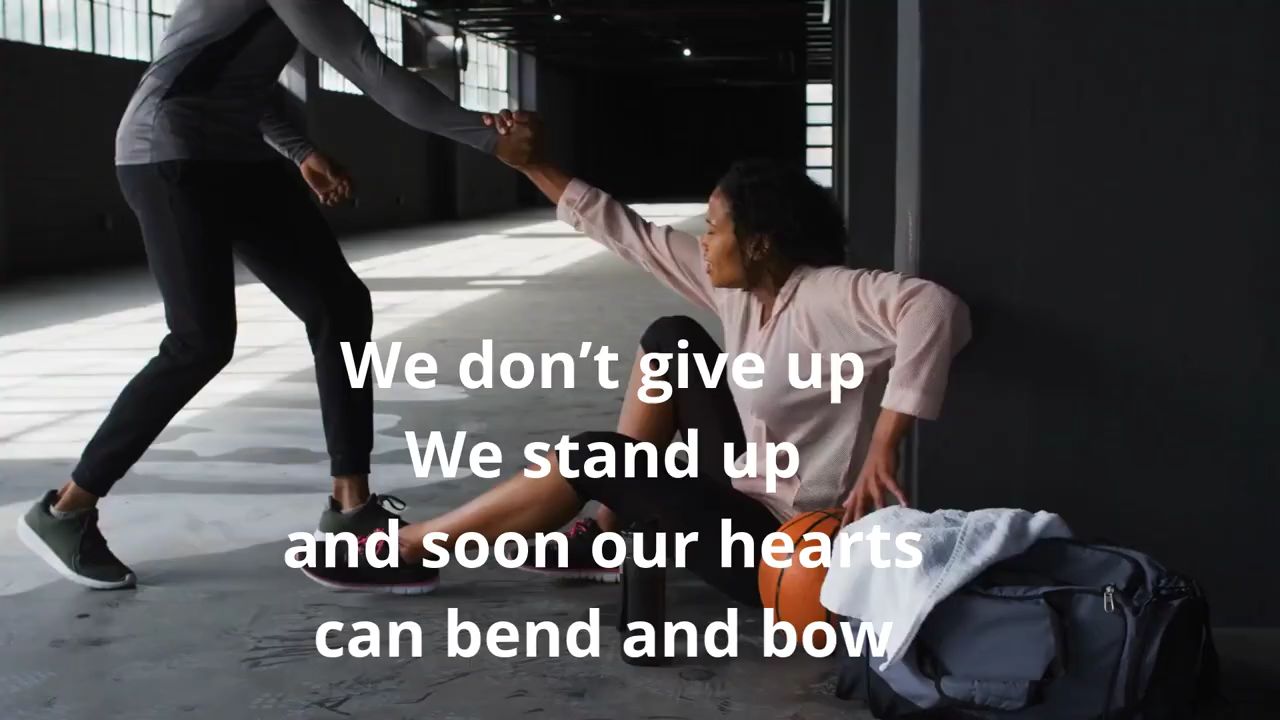 We don’t give up
We stand up
and soon our hearts
can bend and bow